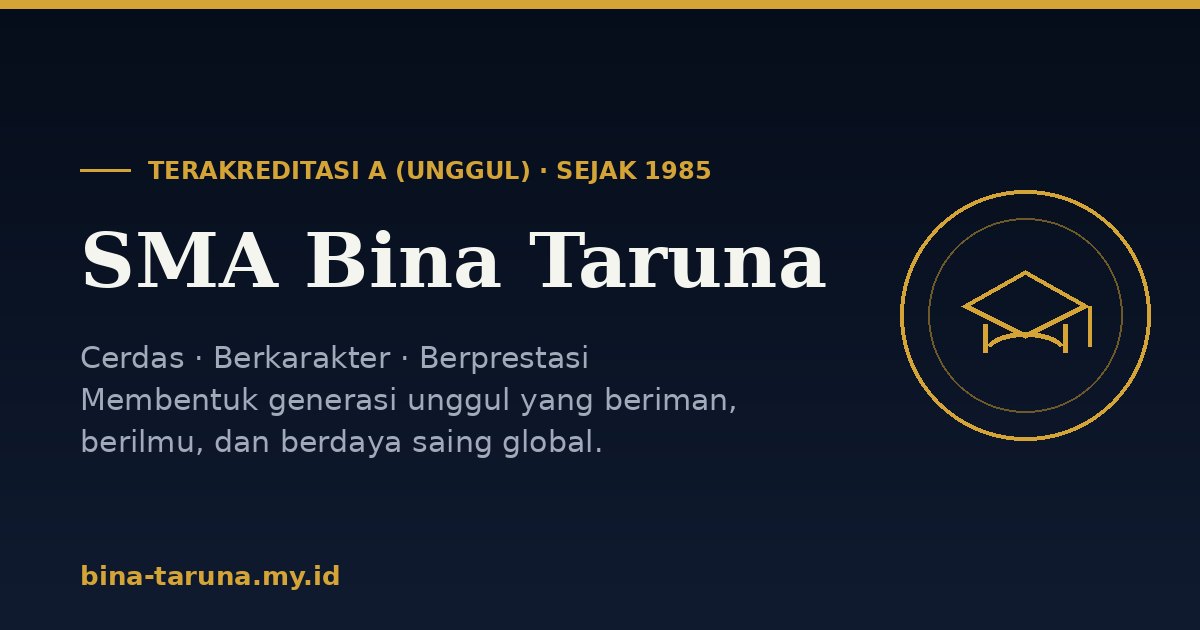 TERAKREDITASI A (UNGGUL) · SEJAK 1985
SMA Bina Taruna
Cerdas · Berkarakter · Berprestasi
Membentuk generasi unggul yang beriman,
berilmu, dan berdaya saing global.
bina-taruna.my.id